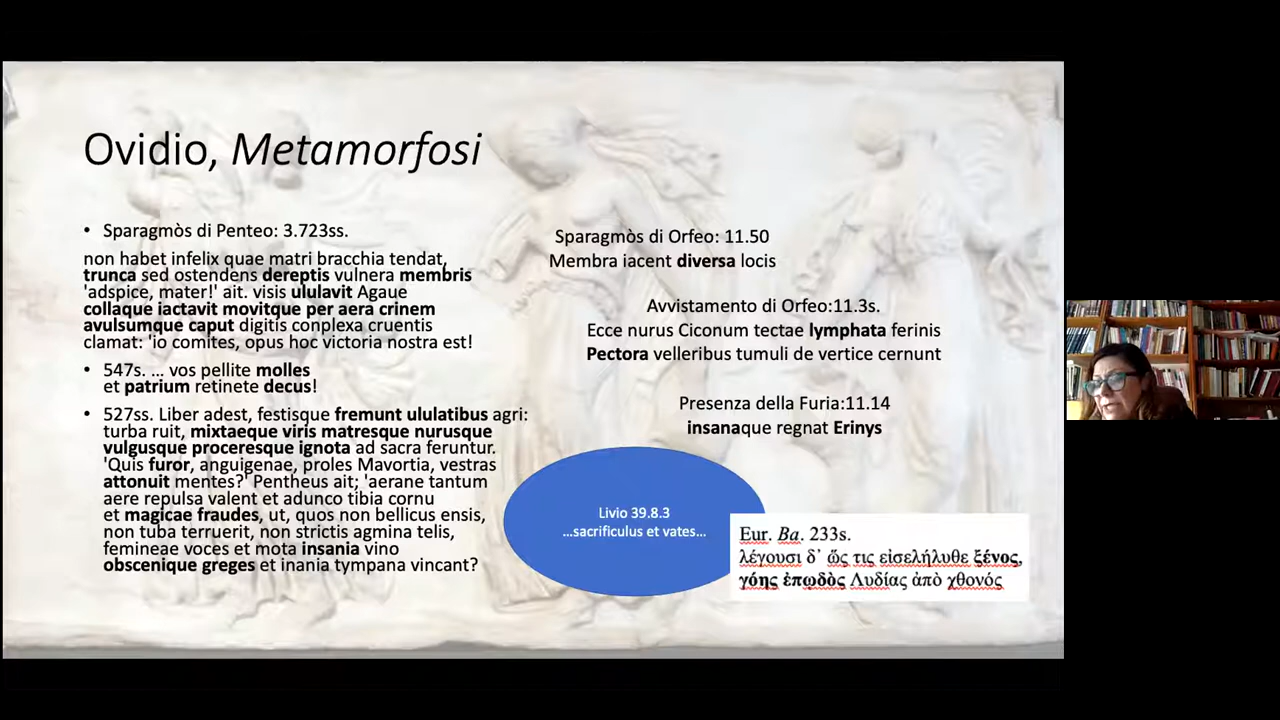 Ovidio, Metamorfosi
• Sparagmòs di Penteo: 3.723ss.
non habet infelix quae matri bracchia tendat,
trunca sed ostendens dereptis vulnera membris
'adspice, mater!' ait. visis ululavit Agaue
collaque iactavit movitque per aera crinem
avulsumque caput digitis conplexa cruentis
clamat: 'io comites, opus hoc victoria nostra est!
• 547s. … vos pellite molles
et patrium retinete decus!
• 527ss. Liber adest, festisque fremunt ululatibus agri:
turba ruit, mixtaeque viris matresque nurusque
vulgusque proceresque ignota ad sacra feruntur.
'Quis furor, anguigenae, proles Mavortia, vestras
attonuit mentes?' Pentheus ait; 'aerane tantum
aere repulsa valent et adunco tibia cornu
et magicae fraudes, ut, quos non bellicus ensis,
non tuba terruerit, non strictis agmina telis,
femineae voces et mota insania vino
obscenique greges et inania tympana vincant?
Sparagmòs di Orfeo: 11.50
Membra iacent diversa locis
Avvistamento di Orfeo:11.3s.
Ecce nurus Ciconum tectae lymphata ferinis
Pectora velleribus tumuli de vertice cernunt
Presenza della Furia:11.14
insanaque regnat Erinys
Livio 39.8.3
…sacrificulus et vates…
Eur. Ba. 233s.
λέγουσι δ᾽ ὥς τις εἰσελήλυθε ξένος,
γόης ἐπῳδὸς Λυδίας ἀπὸ χθονός